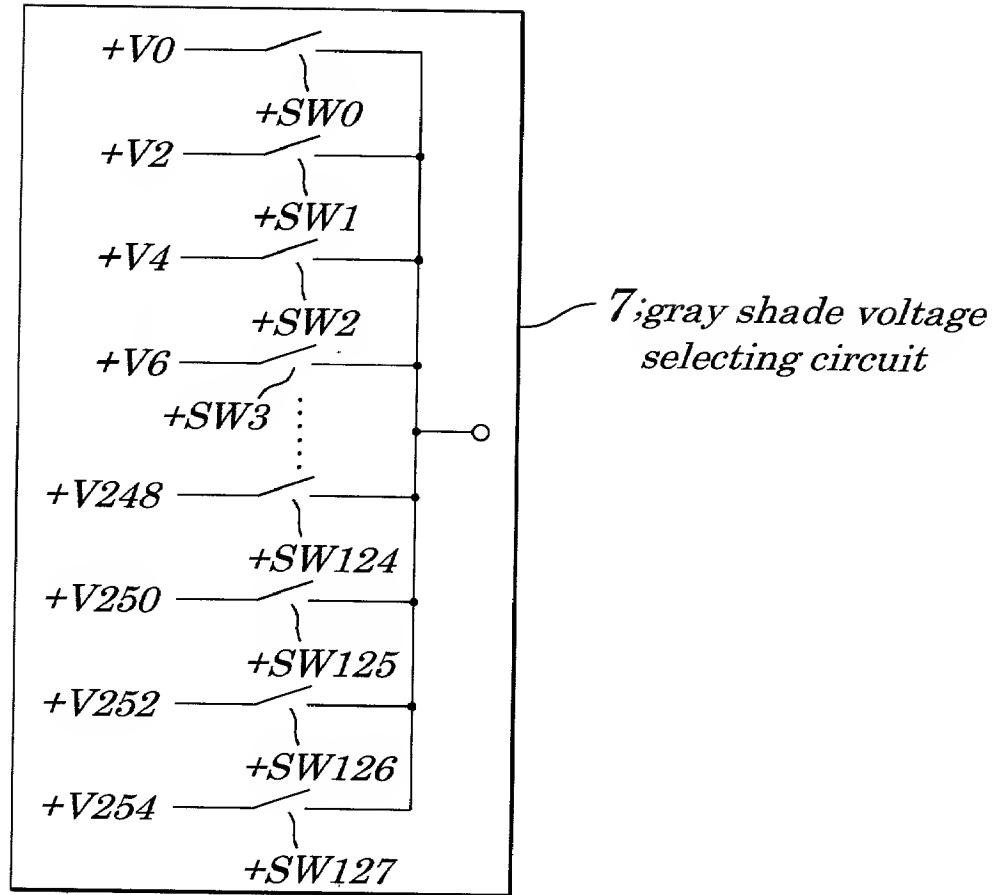 +V0
+SW0
+V2
+SW1
+V4
+SW2
+V6
+SW3
+V248
+SW124
+V250
+SW125
+V252
+SW126
+V254
+SW127
7;gray shade voltage
selecting circuit